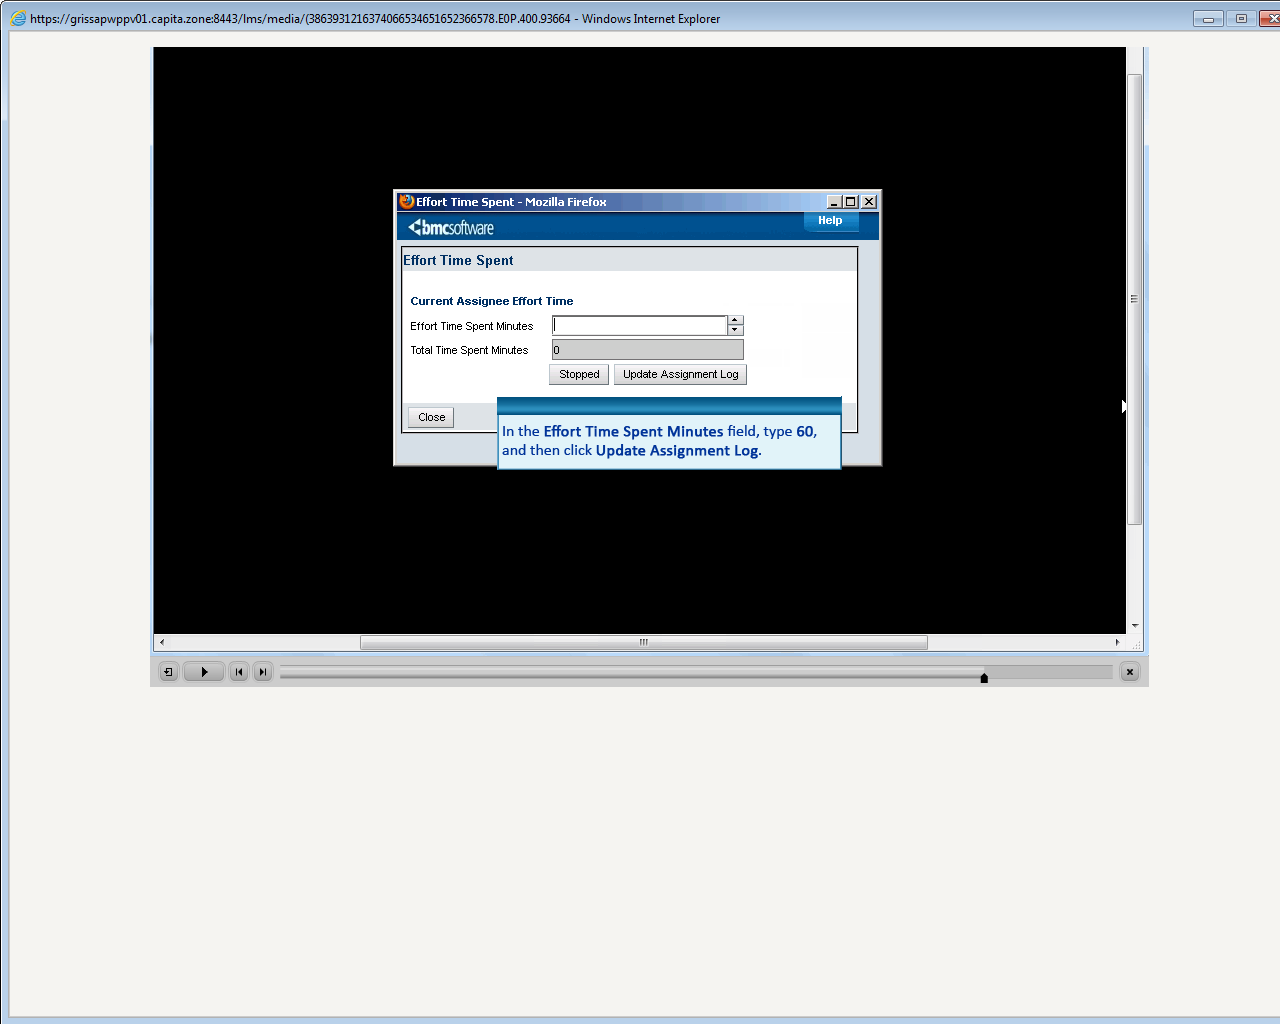 https://grissapwppv01.capita.zone:8443/lms/media/(3863931216374066534651652366578.E0P.400.93664 - Windows Internet Explorer
Effort Time Spent - Mozilla Firefox
bmcsoftware
Help
Effort Time Spent
Current Assignee Effort Time
Effort Time Spent Minutes
Total Time Spent Minutes 0
Stopped Update Assignment Log
Close
In the Effort Time Spent Minutes field, type 60,
and then click Update Assignment Log.